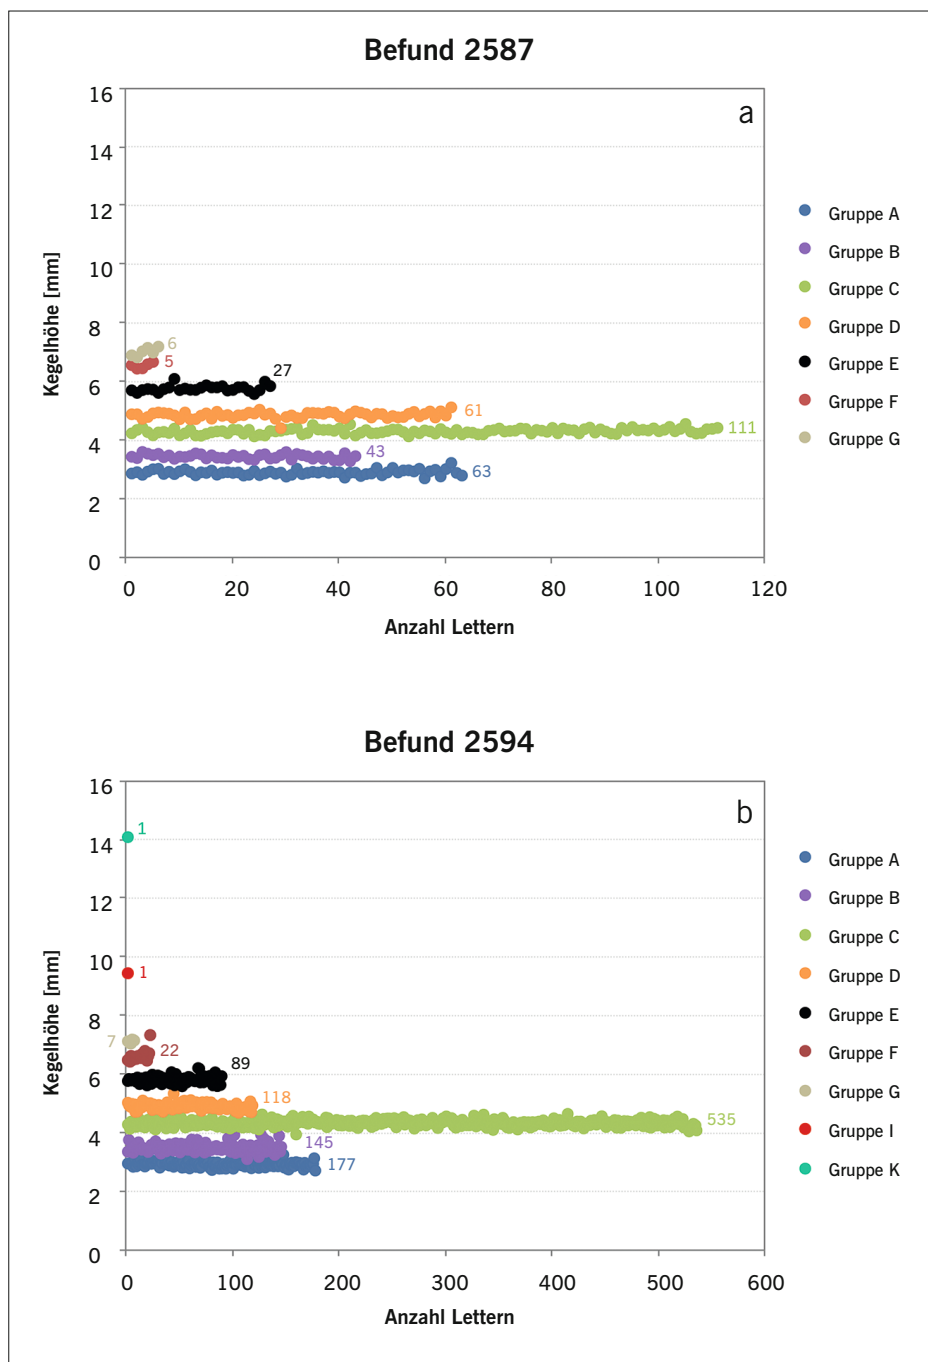 Befund 2587
a
16
14
12
10
8
6
4
2
0
Kegelhöhe [mm]
6
5
27
61
111
43
63
0 20 40 60 80 100 120
Anzahl Lettern
Gruppe A
Gruppe B
Gruppe C
Gruppe D
Gruppe E
Gruppe F
Gruppe G
Befund 2594
b
16
14
12
10
8
6
4
2
0
Kegelhöhe [mm]
1
1
7
22
89
118
535
145
177
0 100 200 300 400 500 600
Anzahl Lettern
Gruppe A
Gruppe B
Gruppe C
Gruppe D
Gruppe E
Gruppe F
Gruppe G
Gruppe I
Gruppe K